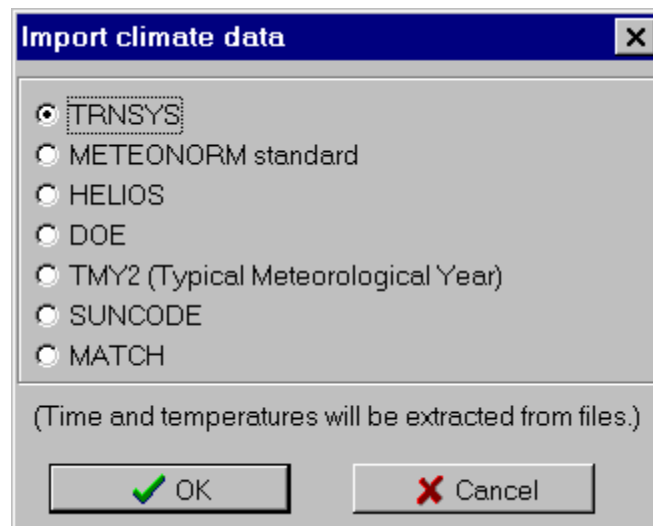 Import climate data
TRNSYS
METEONORM standard
HELIOS
DOE
TMY2 (Typical Meteorological Year)
SUNCODE
MATCH
(Time and temperatures will be extracted from files.)
OK
Cancel